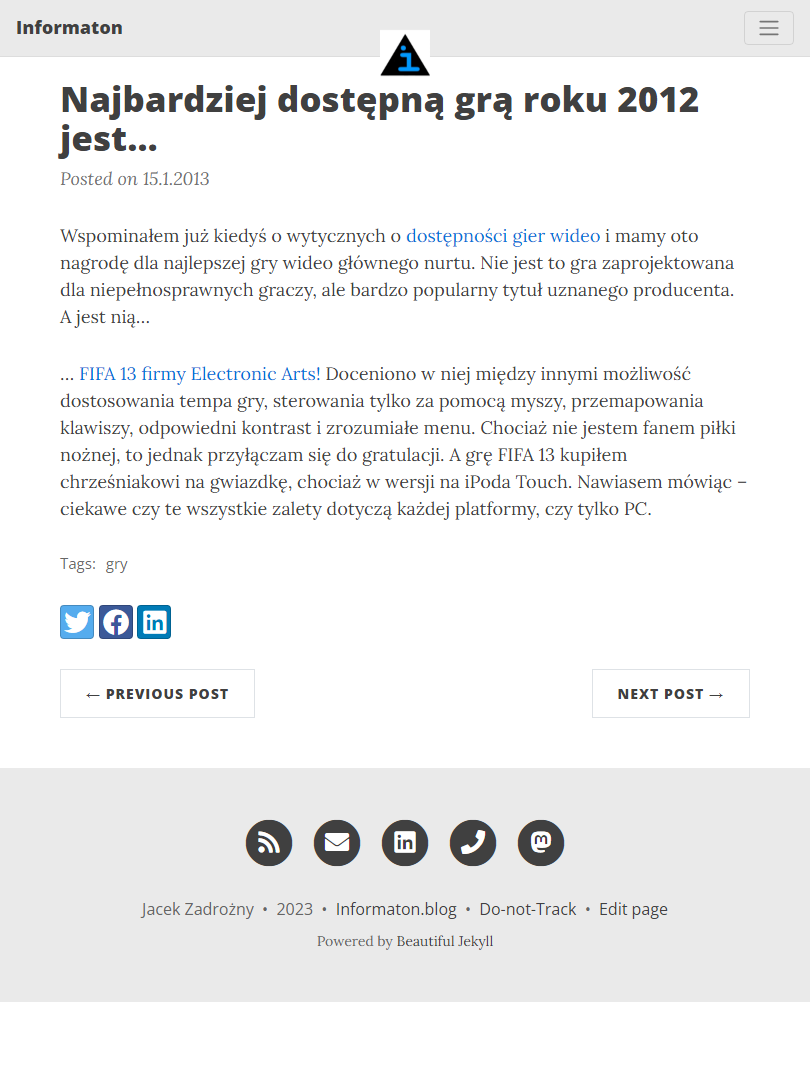 Informaton
i
Najbardziej dostępną grą roku 2012
jest…
Posted on 15.1.2013
Wspominałem już kiedyś o wytycznych o dostępności gier wideo i mamy oto
nagrodę dla najlepszej gry wideo głównego nurtu. Nie jest to gra zaprojektowana
dla niepełnosprawnych graczy, ale bardzo popularny tytuł uznanego producenta.
A jest nią…
… FIFA 13 firmy Electronic Arts! Doceniono w niej między innymi możliwość
dostosowania tempa gry, sterowania tylko za pomocą myszy, przemapowania
klawiszy, odpowiedni kontrast i zrozumiałe menu. Chociaż nie jestem fanem piłki
nożnej, to jednak przyłączam się do gratulacji. A grę FIFA 13 kupiłem
chrześniakowi na gwiazdkę, chociaż w wersji na iPoda Touch. Nawiasem mówiąc –
ciekawe czy te wszystkie zalety dotyczą każdej platformy, czy tylko PC.
Tags: gry
← PREVIOUS POST
NEXT POST →
Jacek Zadrożny • 2023 • Informaton.blog • Do-not-Track • Edit page
Powered by Beautiful Jekyll